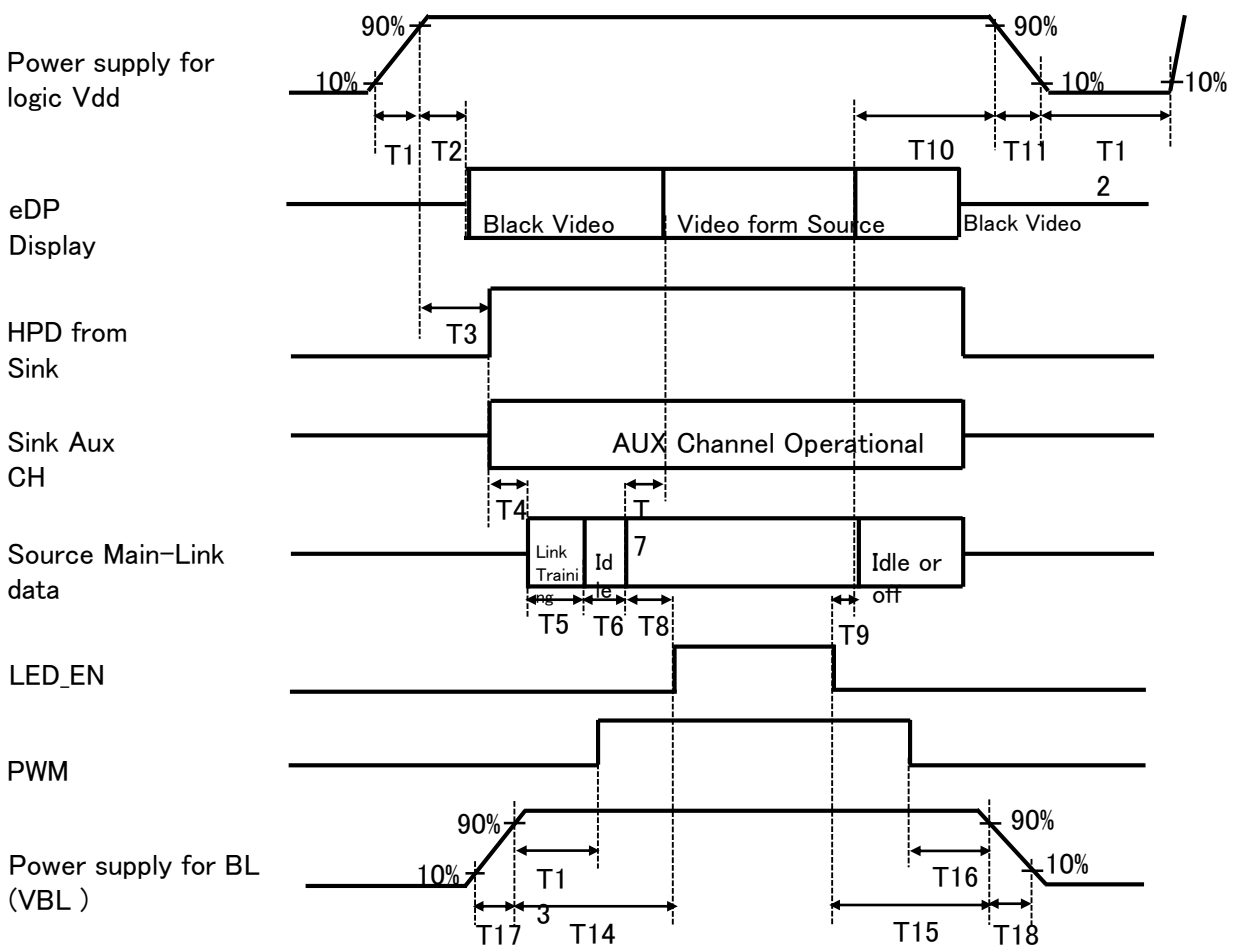 90%
90%
Power supply for
logic Vdd
10%
10%
10%
T1
T2
T10
T11
T1
2
eDP
Display
Black Video
Video form Source
Black Video
HPD from
Sink
T3
Sink Aux
CH
AUX Channel Operational
T4
T
7
Source Main-Link
data
Link
Traini
ng
Id
le
Idle or
off
T5
T6
T8
T9
LED_EN
PWM
90%
90%
Power supply for BL
(VBL )
10%
10%
T1
3
T16
T17
T14
T15
T18